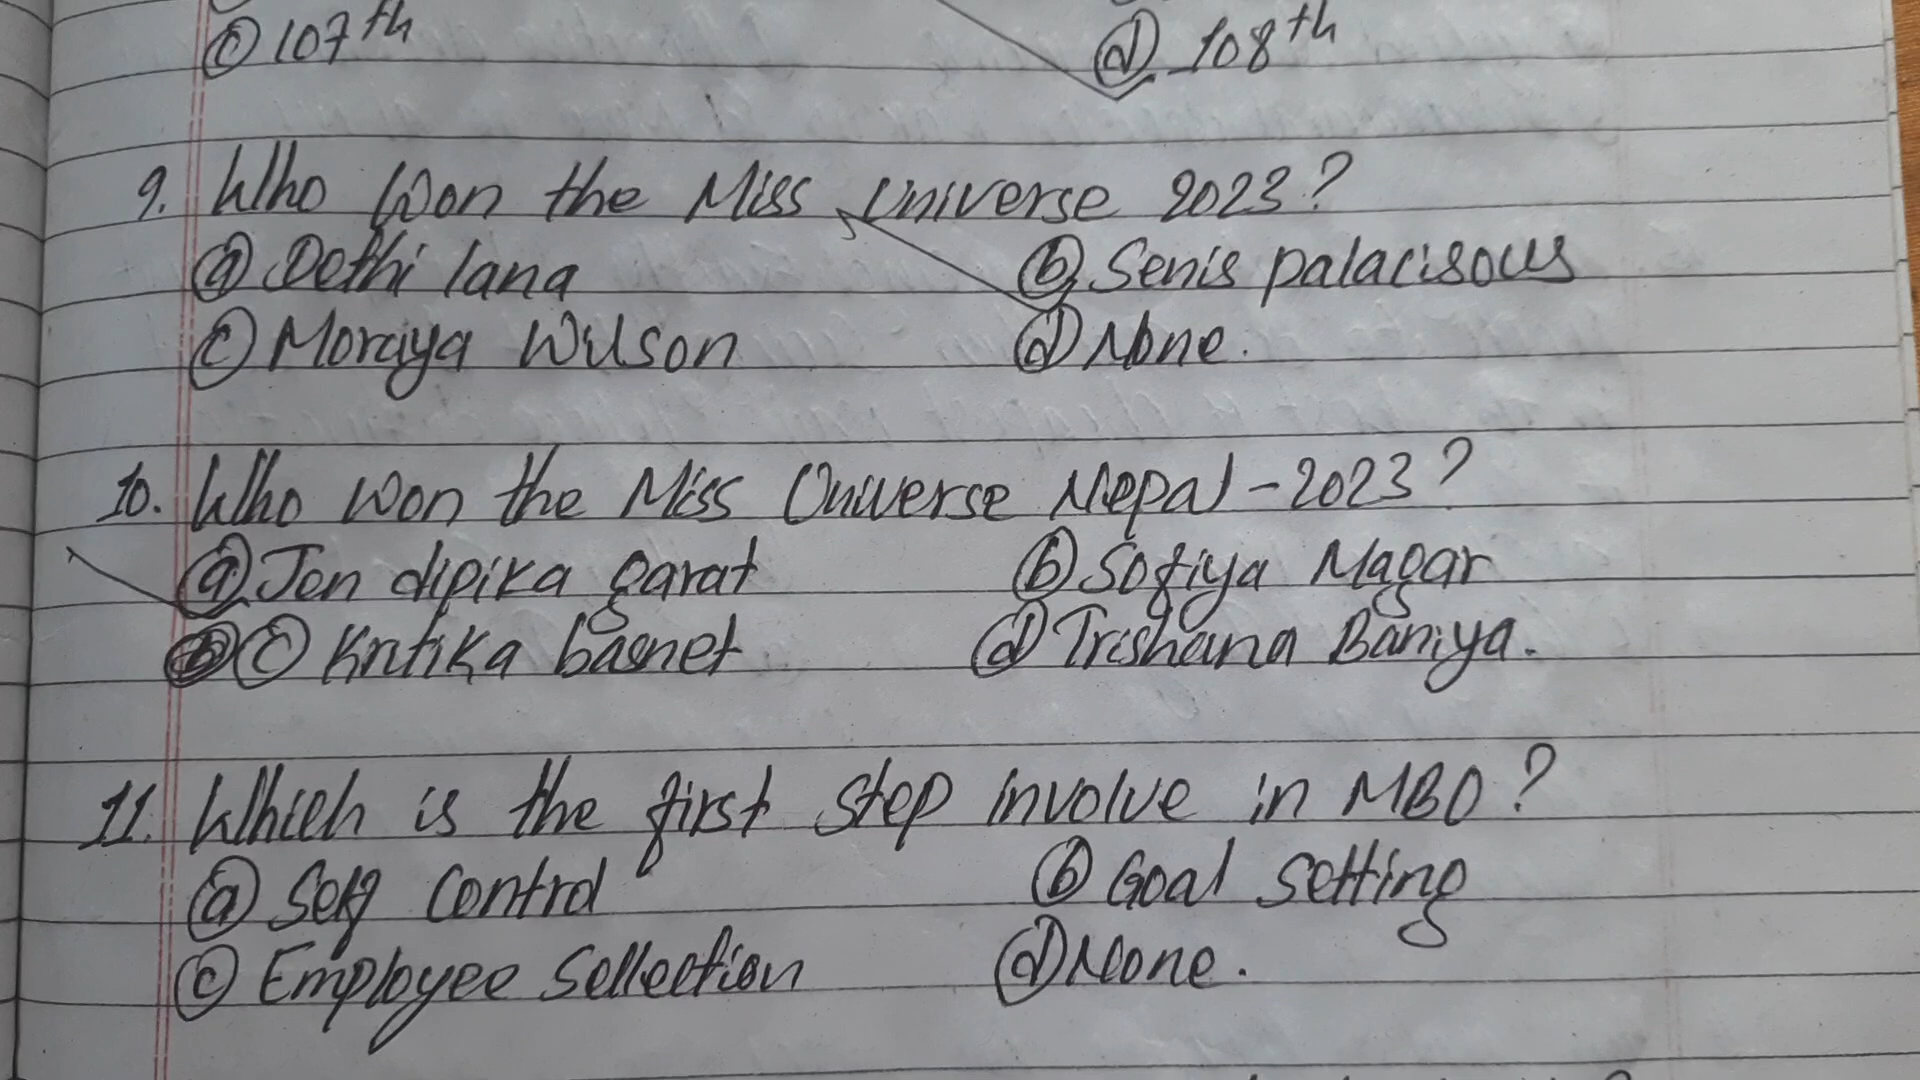 c 107th d 108th
9. Who won the Miss Universe 2023?
a Dethi lana b Senis palacisous
c Moraiya Wilson d None.
10. Who won the Miss Universe Nepal-2023?
a Jen dipika garat b Sofiya Magar
c Kritika basnet d Trishana Baniya.
11. Which is the first step involve in MBO?
a Self control b Goal setting
c Employee Sellection d None.